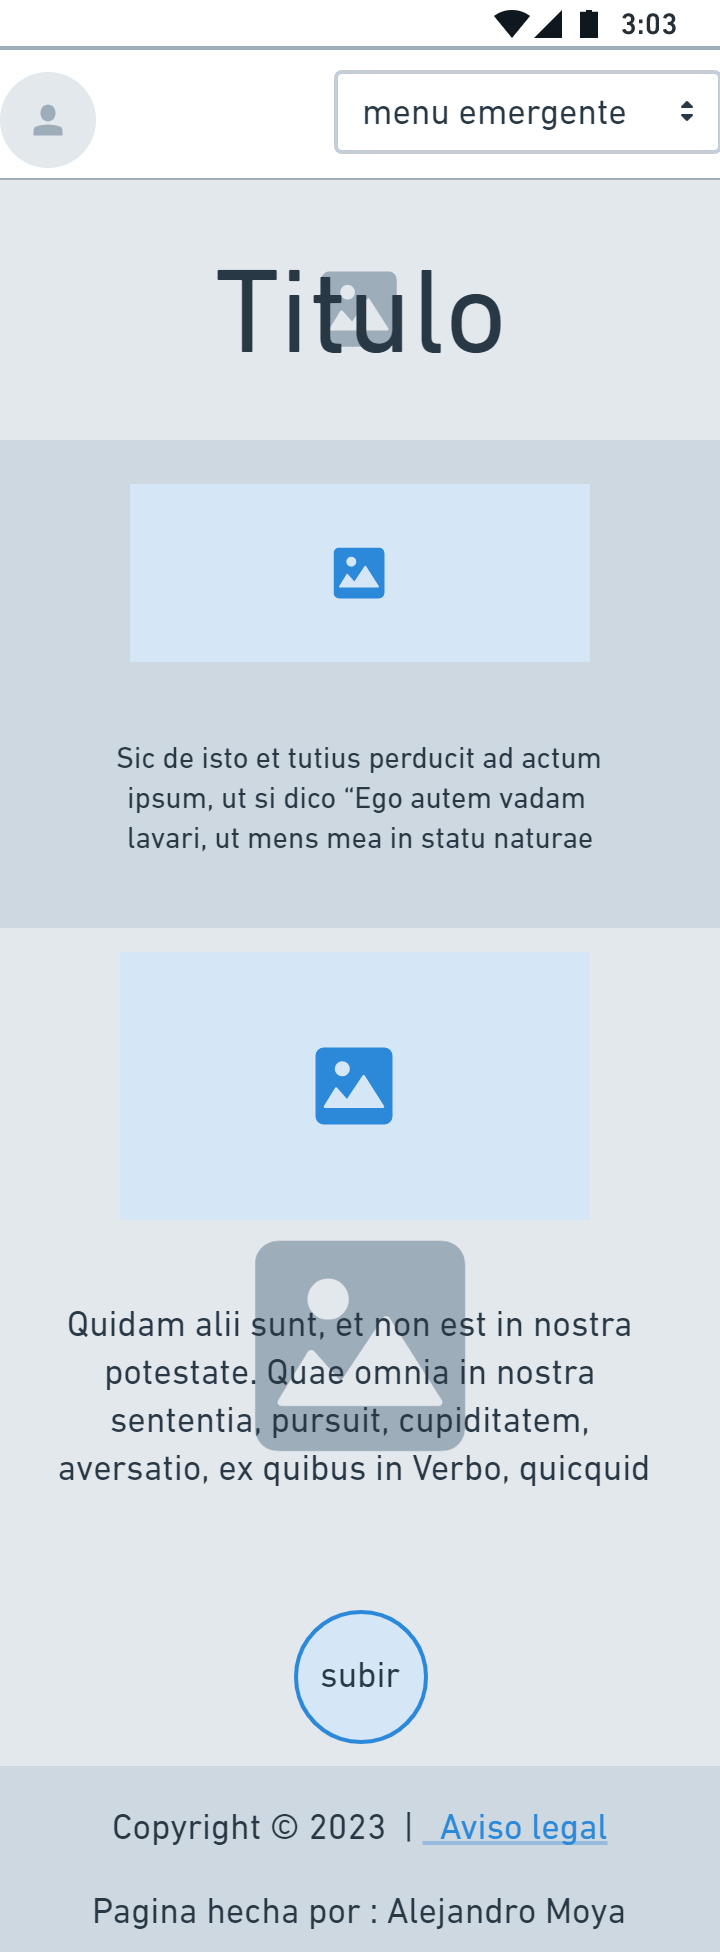 3:03
menu emergente
Titulo
Sic de isto et tutius perducit ad actum
ipsum, ut si dico “Ego autem vadam
lavari, ut mens mea in statu naturae
Quidam alii sunt, et non est in nostra
potestate. Quae omnia in nostra
sententia, pursuit, cupiditatem,
aversatio, ex quibus in Verbo, quicquid
subir
Copyright © 2023 | Aviso legal
Pagina hecha por : Alejandro Moya